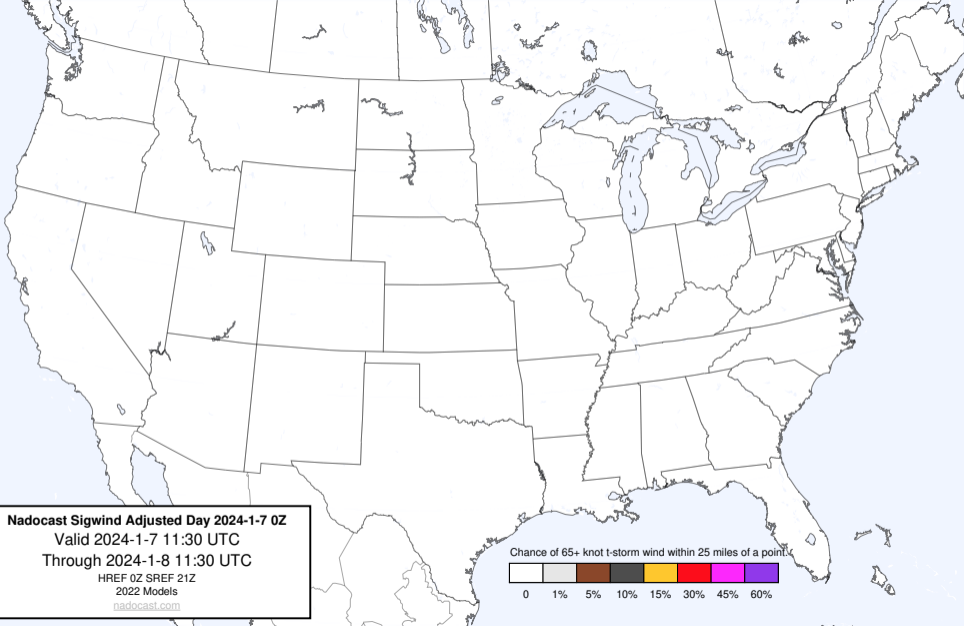 Nadocast Sigwind Adjusted Day 2024-1-7 0Z
Valid 2024-1-7 11:30 UTC
Through 2024-1-8 11:30 UTC
HREF 0Z SREF 21Z
2022 Models
nadocast.com
Chance of 65+ knot t-storm wind within 25 miles of a point.
0 1% 5% 10% 15% 30% 45% 60%